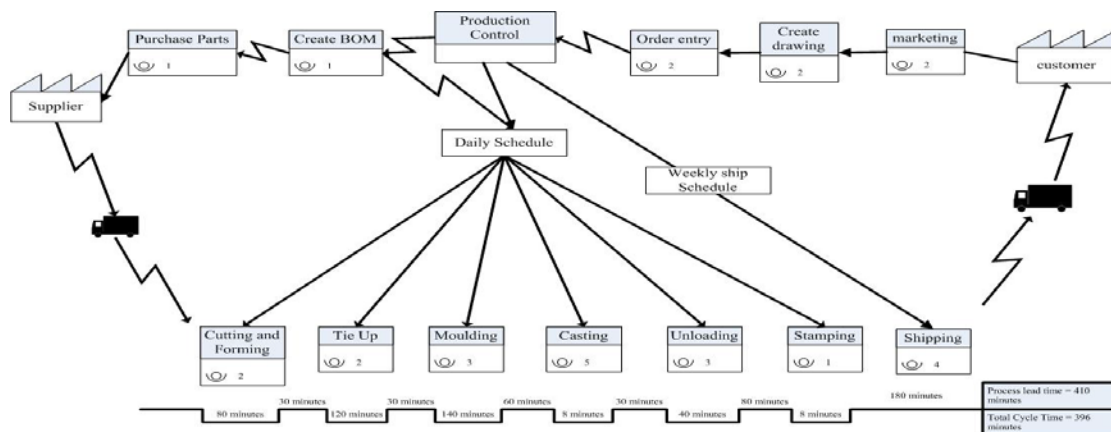 Purchase Parts
1
Create BOM
1
Production
Control
Order entry
2
Create
drawing
2
marketing
2
customer
Supplier
Daily Schedule
Weekly ship
Schedule
Cutting and
Forming
2
Tie Up
2
Moulding
3
Casting
5
Unloading
3
Stamping
1
Shipping
4
30 minutes
30 minutes
60 minutes
30 minutes
80 minutes
180 minutes
80 minutes
120 minutes
140 minutes
8 minutes
40 minutes
8 minutes
Process lead time = 410
minutes
Total Cycle Time = 396
minutes